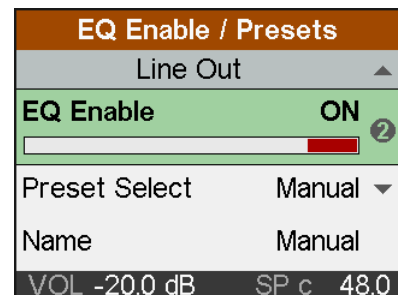 EQ Enable / Presets
Line Out
EQ Enable ON
2
Preset Select Manual
Name Manual
VOL -20.0 dB SP c 48.0